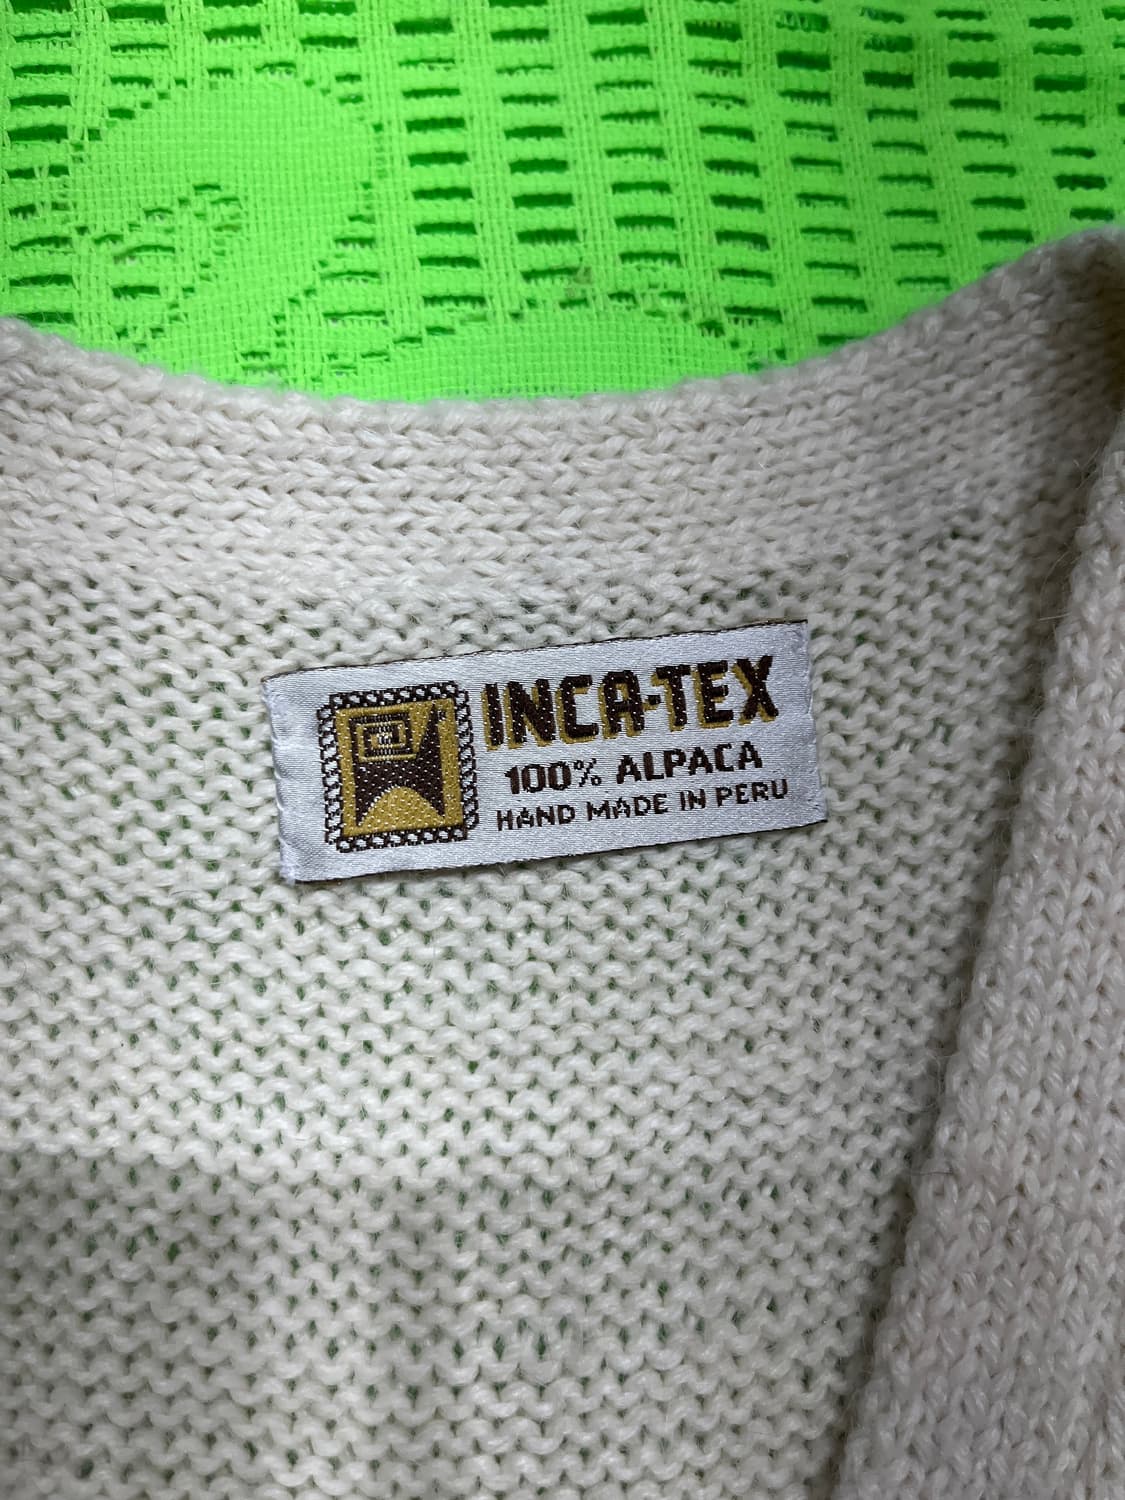 INCA-TEX
100% ALPACA
HAND MADE IN PERU